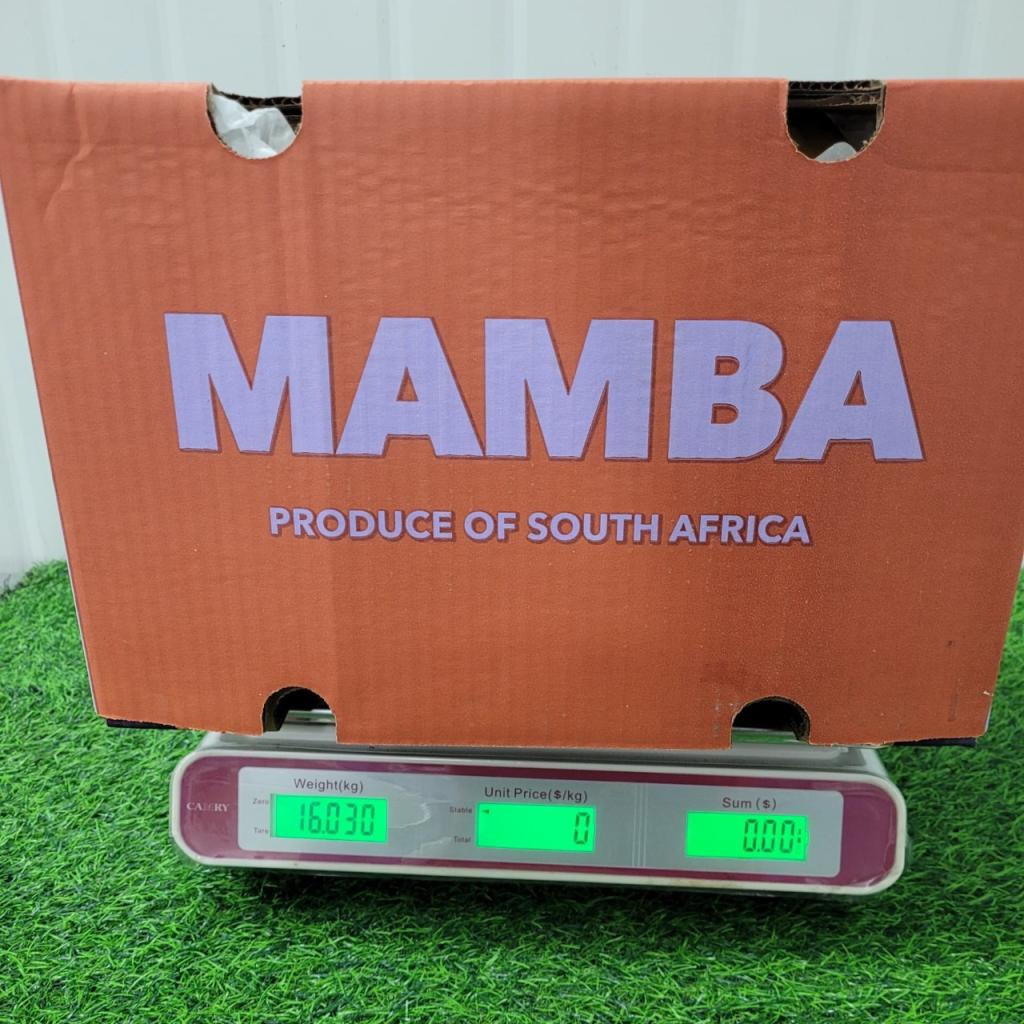 MAMBA
PRODUCE OF SOUTH AFRICA
Weight(kg)
Unit Price($/kg)
Sum ($)
CAMRY
Zero
Tare
16.030
Stable
Total
0
0.00